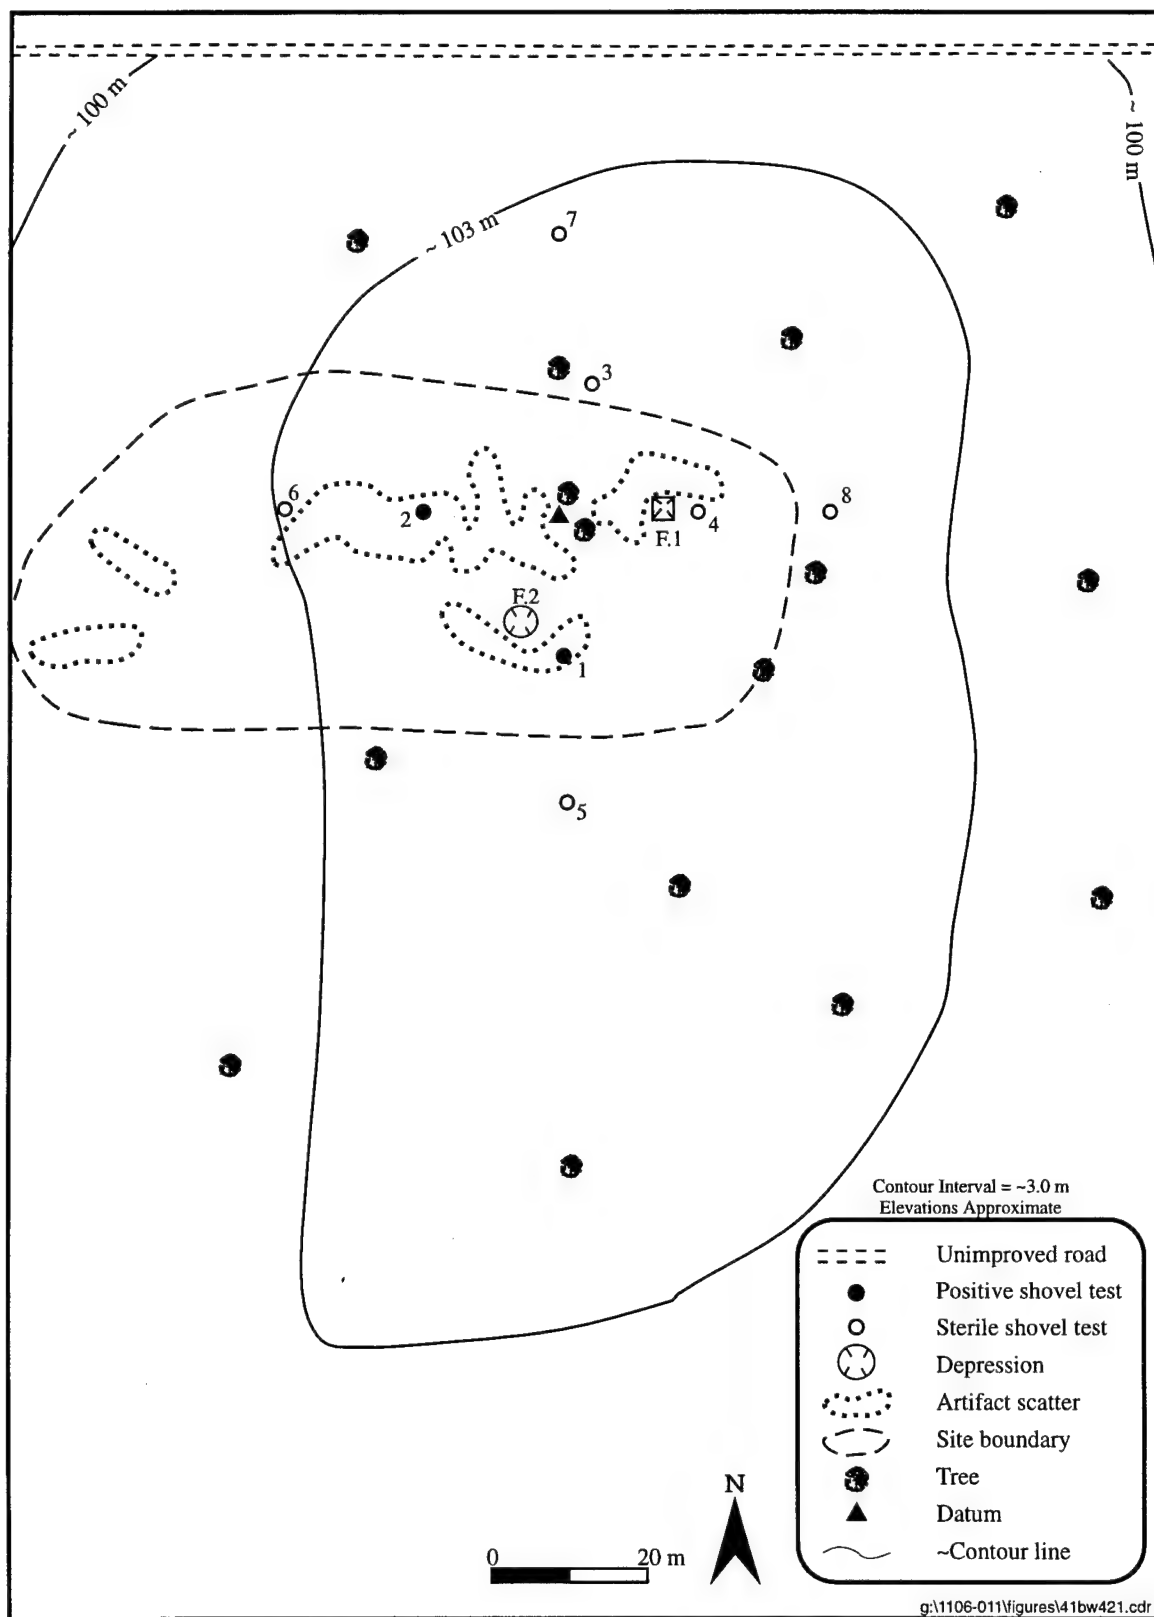 ~ 100 m
~ 100 m
~ 103 m
7
3
6
2
8
4
F.1
F.2
1
5
Contour Interval = ~3.0 m
Elevations Approximate
Unimproved road
Positive shovel test
Sterile shovel test
Depression
Artifact scatter
Site boundary
Tree
Datum
~Contour line
N
0 20 m
g:\1106-011\figures\41bw421.cdr